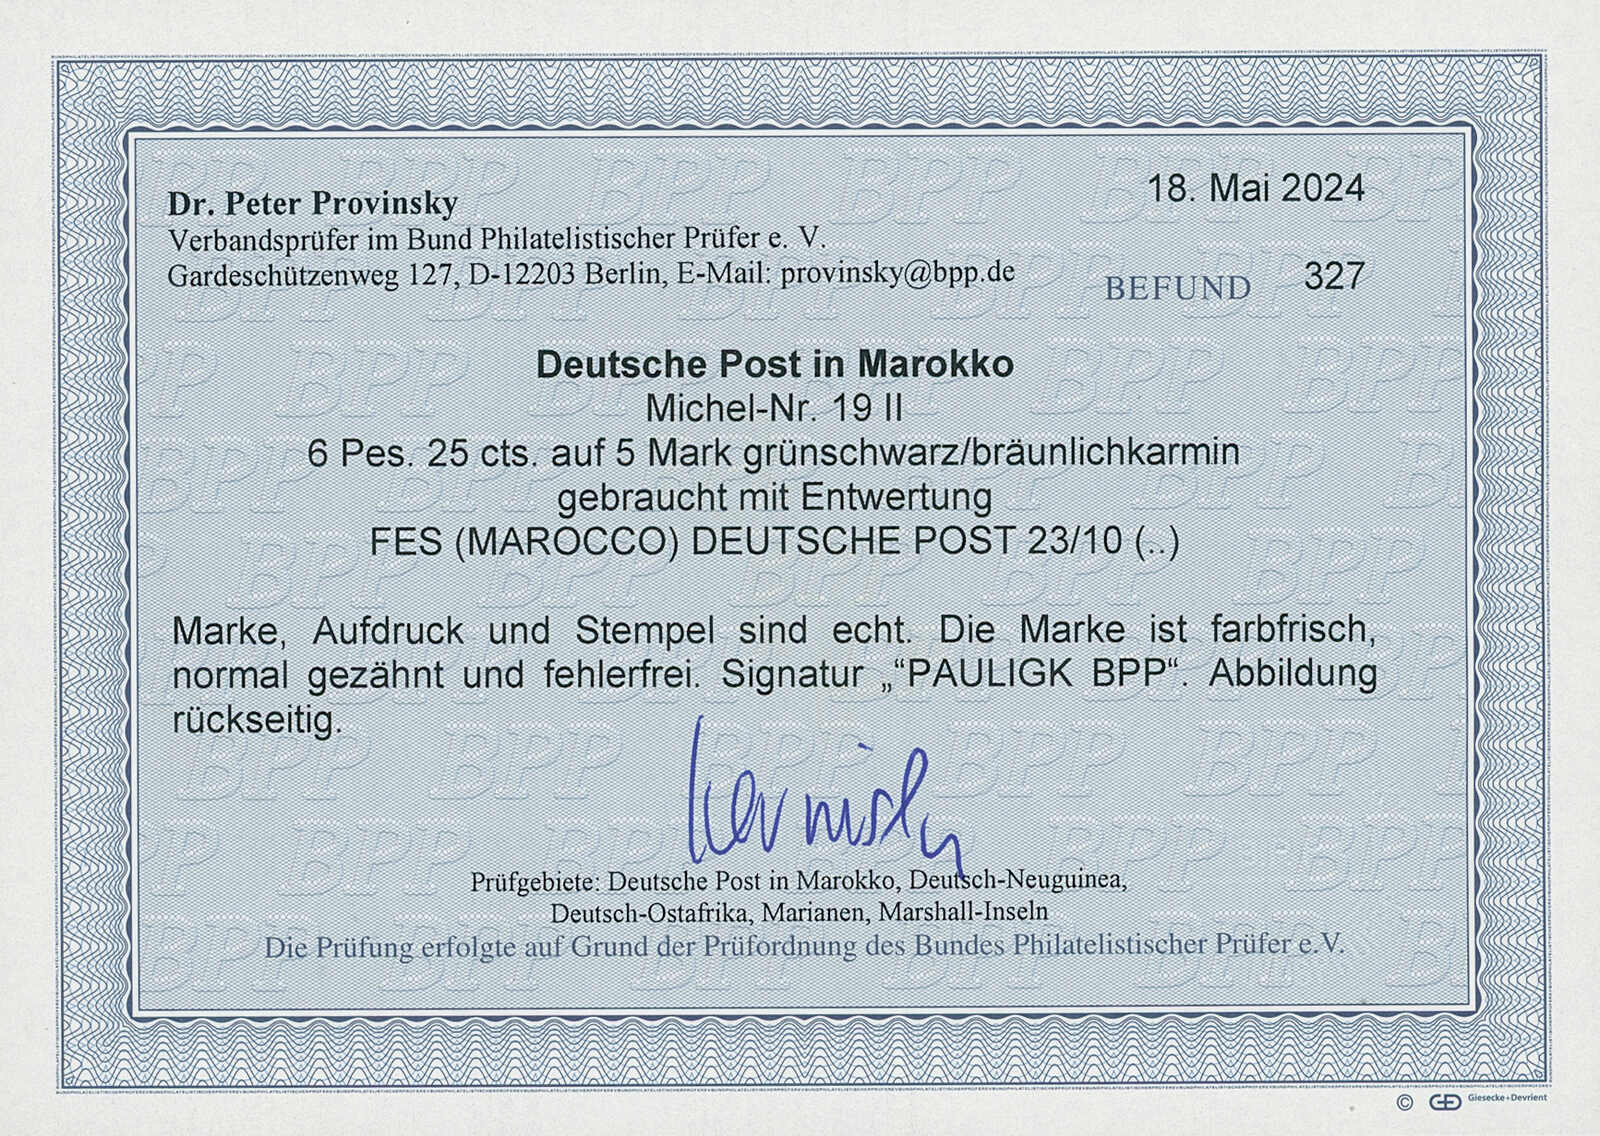 Dr. Peter Provinsky
Verbandsprüfer im Bund Philatelistischer Prüfer e. V.
Gardeschützenweg 127, D-12203 Berlin, E-Mail: provinsky@bpp.de
18. Mai 2024
BEFUND 327
Deutsche Post in Marokko
Michel-Nr. 19 II
6 Pes. 25 cts. auf 5 Mark grünschwarz/bräunlichkarmin
gebraucht mit Entwertung
FES (MAROCCO) DEUTSCHE POST 23/10 (..)
Marke, Aufdruck und Stempel sind echt. Die Marke ist farbfrisch,
normal gezähnt und fehlerfrei. Signatur „“PAULIGK BPP“. Abbildung
rückseitig.
Prüfgebiete: Deutsche Post in Marokko, Deutsch-Neuguinea,
Deutsch-Ostafrika, Marianen, Marshall-Inseln
Die Prüfung erfolgte auf Grund der Prüfordnung des Bundes Philatelistischer Prüfer e.V.
© GD Giesecke+Devrient